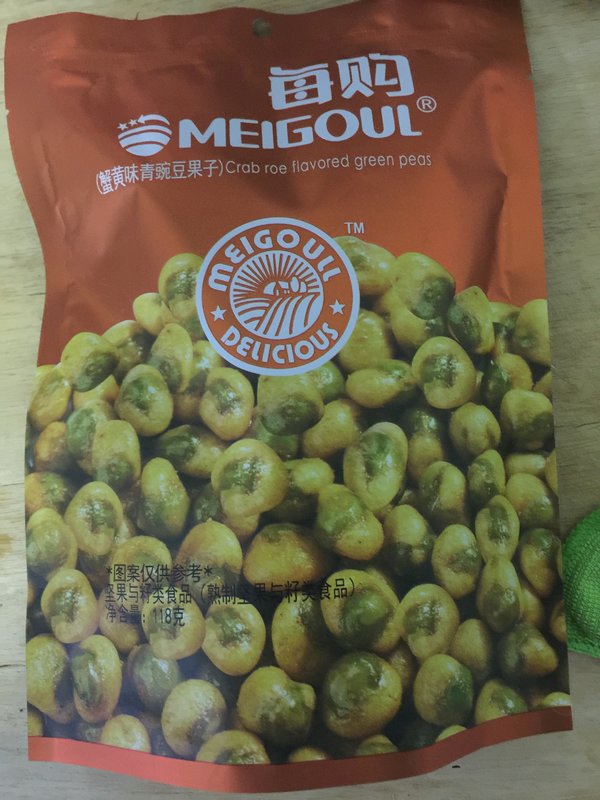 每购
MEIGOUL®
(蟹黄味青豌豆果子)Crab roe flavored green peas
TM
MEIGOULL
DELICIOUS
*图案仅供参考*
坚果与籽类食品（熟制坚果与籽类食品）
净含量：118克